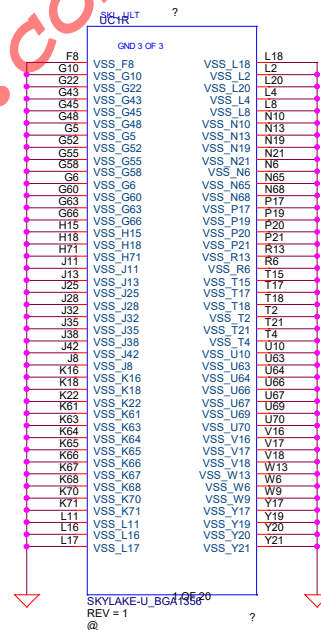 SKL_ULT
?
UC1R
GND 3 OF 3
F8 VSS_F8 VSS_L18 L18
G10 VSS_G10 VSS_L2 L2
G22 VSS_G22 VSS_L20 L20
G43 VSS_G43 VSS_L4 L4
G45 VSS_G45 VSS_L8 L8
G48 VSS_G48 VSS_N10 N10
G5 VSS_G5 VSS_N13 N13
G52 VSS_G52 VSS_N19 N19
G55 VSS_G55 VSS_N21 N21
G58 VSS_G58 VSS_N6 N6
G6 VSS_G6 VSS_N65 N65
G60 VSS_G60 VSS_N68 N68
G63 VSS_G63 VSS_P17 P17
G66 VSS_G66 VSS_P19 P19
H15 VSS_H15 VSS_P20 P20
H18 VSS_H18 VSS_P21 P21
H71 VSS_H71 VSS_R13 R13
J11 VSS_J11 VSS_R6 R6
J13 VSS_J13 VSS_T15 T15
J25 VSS_J25 VSS_T17 T17
J28 VSS_J28 VSS_T18 T18
J32 VSS_J32 VSS_T2 T2
J35 VSS_J35 VSS_T21 T21
J38 VSS_J38 VSS_T4 T4
J42 VSS_J42 VSS_U10 U10
J8 VSS_J8 VSS_U63 U63
K16 VSS_K16 VSS_U64 U64
K18 VSS_K18 VSS_U66 U66
K22 VSS_K22 VSS_U67 U67
K61 VSS_K61 VSS_U69 U69
K63 VSS_K63 VSS_U70 U70
K64 VSS_K64 VSS_V16 V16
K65 VSS_K65 VSS_V17 V17
K66 VSS_K66 VSS_V18 V18
K67 VSS_K67 VSS_W13 W13
K68 VSS_K68 VSS_W6 W6
K70 VSS_K70 VSS_W9 W9
K71 VSS_K71 VSS_Y17 Y17
L11 VSS_L11 VSS_Y19 Y19
L16 VSS_L16 VSS_Y20 Y20
L17 VSS_L17 VSS_Y21 Y21
1 OF 20
SKYLAKE-U_BGA1356
REV = 1
?
@